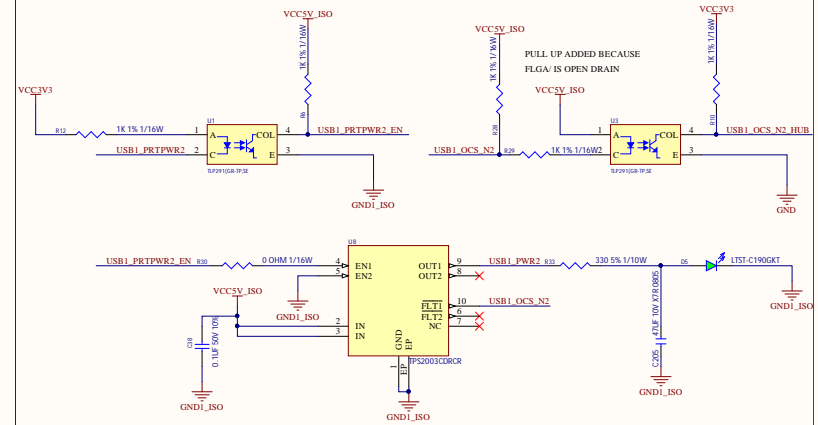 VCC5V_ISO
1K 1% 1/16W
R6
VCC3V3
R12
1K 1% 1/16W
U1
1
A
COL
4
USB1_PRTPWR2_EN
USB1_PRTPWR2
2
C
E
3
TLP291(GR-TP,SE
GND1_ISO
VCC5V_ISO
1K 1% 1/16W
R28
PULL UP ADDED BECAUSE
FLGA/ IS OPEN DRAIN
VCC3V3
1K 1% 1/16W
R10
VCC5V_ISO
U3
1
A
COL
4
USB1_OCS_N2_HUB
USB1_OCS_N2
R29
1K 1% 1/16W
2
C
E
3
TLP291(GR-TP,SE
GND
U8
USB1_PRTPWR2_EN
R30
0 OHM 1/16W
4
EN1
OUT1
9
USB1_PWR2
R33
330 5% 1/10W
D5
LTST-C190GKT
5
EN2
OUT2
8
GND1_ISO
GND1_ISO
VCC5V_ISO
FLT1
10
USB1_OCS_N2
FLT2
6
2
IN
NC
7
3
IN
GND
EP
C38
0.1UF 50V 10%
GND1_ISO
1
EP
TPS2003CDRCR
GND1_ISO
C205
47UF 10V X7R 0805
GND1_ISO